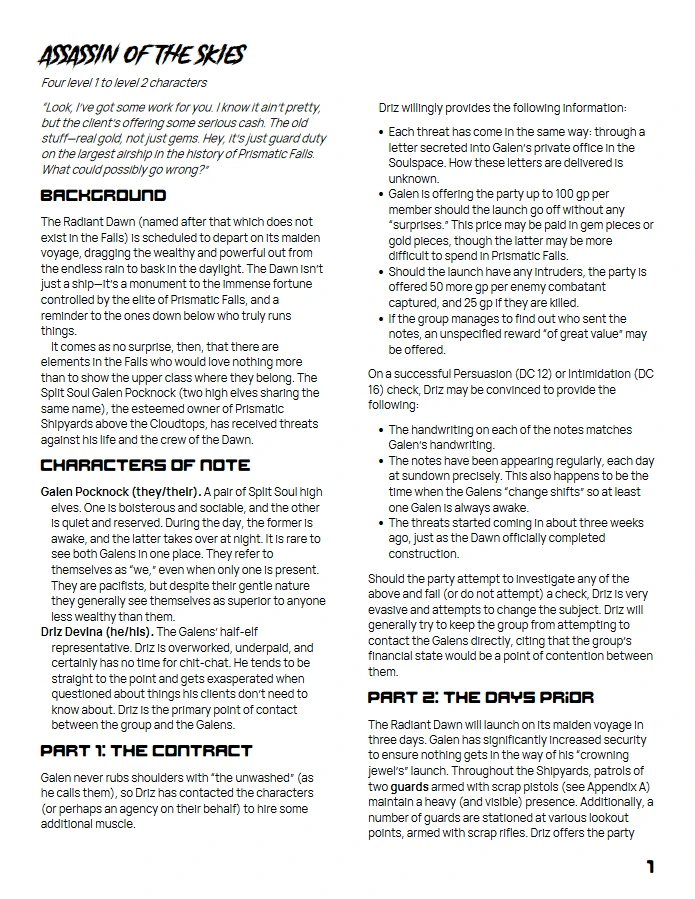 ASSASSIN OF THE SKIES
Four level 1 to level 2 characters
"Look, I've got some work for you. I know it ain't pretty,
but the client's offering some serious cash. The old
stuff—real gold, not just gems. Hey, it's just guard duty
on the largest airship in the history of Prismatic Falls.
What could possibly go wrong?"
BACKGROUND
The Radiant Dawn (named after that which does not
exist in the Falls) is scheduled to depart on its maiden
voyage, dragging the wealthy and powerful out from
the endless rain to bask in the daylight. The Dawn isn't
just a ship—it's a monument to the immense fortune
controlled by the elite of Prismatic Falls, and a
reminder to the ones down below who truly runs
things.
It comes as no surprise, then, that there are
elements in the Falls who would love nothing more
than to show the upper class where they belong. The
Split Soul Galen Pocknock (two high elves sharing the
same name), the esteemed owner of Prismatic
Shipyards above the Cloudtops, has received threats
against his life and the crew of the Dawn.
CHARACTERS OF NOTE
Galen Pocknock (they/their). A pair of Split Soul high
elves. One is boisterous and sociable, and the other
is quiet and reserved. During the day, the former is
awake, and the latter takes over at night. It is rare to
see both Galens in one place. They refer to
themselves as "we," even when only one is present.
They are pacifists, but despite their gentle nature
they generally see themselves as superior to anyone
less wealthy than them.
Driz Devina (he/his). The Galens' half-elf
representative. Driz is overworked, underpaid, and
certainly has no time for chit-chat. He tends to be
straight to the point and gets exasperated when
questioned about things his clients don't need to
know about. Driz is the primary point of contact
between the group and the Galens.
PART 1: THE CONTRACT
Galen never rubs shoulders with "the unwashed" (as
he calls them), so Driz has contacted the characters
(or perhaps an agency on their behalf) to hire some
additional muscle.
Driz willingly provides the following information:
• Each threat has come in the same way: through a
letter secreted into Galen's private office in the
Soulspace. How these letters are delivered is
unknown.
• Galen is offering the party up to 100 gp per
member should the launch go off without any
"surprises." This price may be paid in gem pieces or
gold pieces, though the latter may be more
difficult to spend in Prismatic Falls.
• Should the launch have any intruders, the party is
offered 50 more gp per enemy combatant
captured, and 25 gp if they are killed.
• If the group manages to find out who sent the
notes, an unspecified reward "of great value" may
be offered.
On a successful Persuasion (DC 12) or Intimidation (DC
16) check, Driz may be convinced to provide the
following:
• The handwriting on each of the notes matches
Galen's handwriting.
• The notes have been appearing regularly, each day
at sundown precisely. This also happens to be the
time when the Galens "change shifts" so at least
one Galen is always awake.
• The threats started coming in about three weeks
ago, just as the Dawn officially completed
construction.
Should the party attempt to investigate any of the
above and fail (or do not attempt) a check, Driz is very
evasive and attempts to change the subject. Driz will
generally try to keep the group from attempting to
contact the Galens directly, citing that the group's
financial state would be a point of contention between
them.
PART 2: THE DAYS PRIOR
The Radiant Dawn will launch on its maiden voyage in
three days. Galen has significantly increased security
to ensure nothing gets in the way of his "crowning
jewel's" launch. Throughout the Shipyards, patrols of
two guards armed with scrap pistols (see Appendix A)
maintain a heavy (and visible) presence. Additionally, a
number of guards are stationed at various lookout
points, armed with scrap rifles. Driz offers the party
1